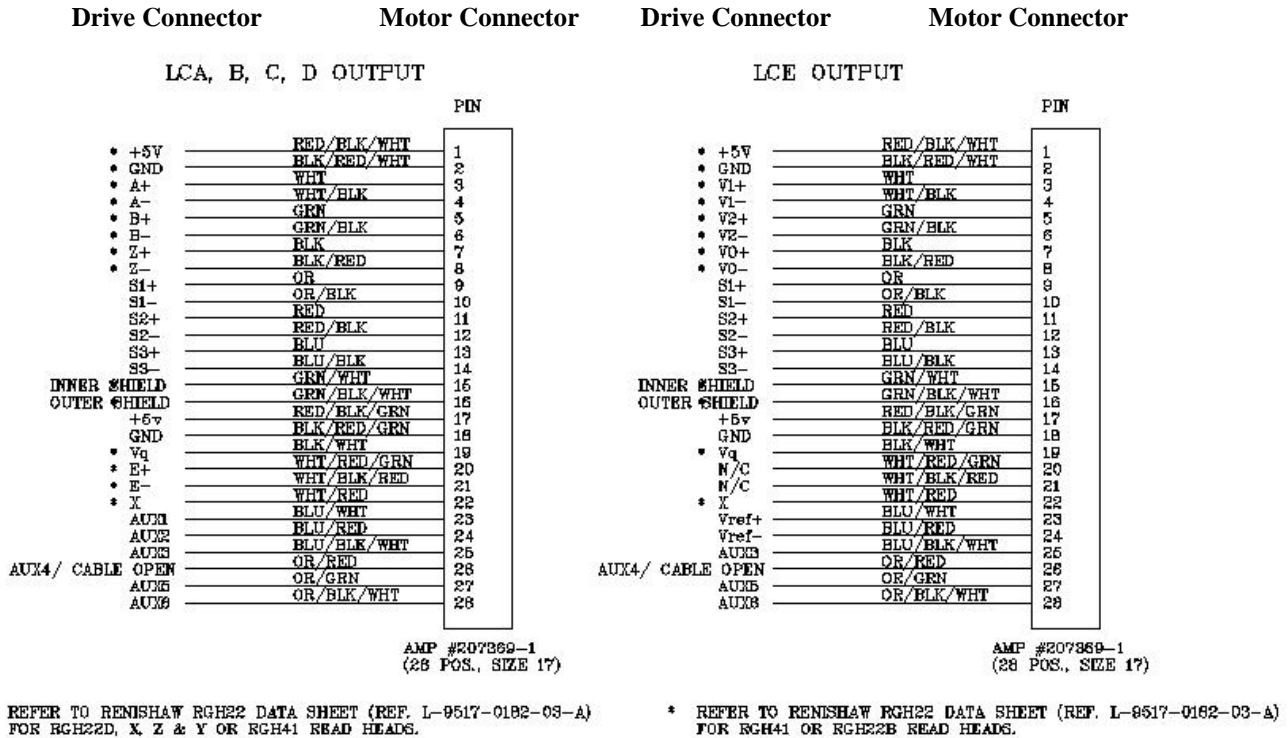 Drive Connector Motor Connector Drive Connector Motor Connector
LCA, B, C, D OUTPUT
PIN
* +5V RED/BLK/WHT 1
* GND BLK/RED/WHT 2
* A+ WHT 3
* A- WHT/BLK 4
* B+ GRN 5
* B- GRN/BLK 6
* Z+ BLK 7
* Z- BLK/RED 8
S1+ OR 9
S1- OR/BLK 10
S2+ RED 11
S2- RED/BLK 12
S3+ BLU 13
S3- BLU/BLK 14
INNER SHIELD GRN/WHT 15
OUTER SHIELD GRN/BLK/WHT 16
+5v RED/BLK/GRN 17
GND BLK/RED/GRN 18
* Vq BLK/WHT 19
* E+ WHT/RED/GRN 20
* E- WHT/BLK/RED 21
* X WHT/RED 22
AUX1 BLU/WHT 23
AUX2 BLU/RED 24
AUX3 BLU/BLK/WHT 25
AUX4/ CABLE OPEN OR/RED 26
AUX5 OR/GRN 27
AUX6 OR/BLK/WHT 28
AMP #207369-1
(28 POS., SIZE 17)
REFER TO RENISHAW RGH22 DATA SHEET (REF. L-9517-0182-03-A)
FOR RGH22D, X, Z & Y OR RGH41 READ HEADS.
LCE OUTPUT
PIN
* +5V RED/BLK/WHT 1
* GND BLK/RED/WHT 2
* V1+ WHT 3
* V1- WHT/BLK 4
* V2+ GRN 5
* V2- GRN/BLK 6
* V0+ BLK 7
* V0- BLK/RED 8
S1+ OR 9
S1- OR/BLK 10
S2+ RED 11
S2- RED/BLK 12
S3+ BLU 13
S3- BLU/BLK 14
INNER SHIELD GRN/WHT 15
OUTER SHIELD GRN/BLK/WHT 16
+5v RED/BLK/GRN 17
GND BLK/RED/GRN 18
* Vq BLK/WHT 19
N/C WHT/RED/GRN 20
N/C WHT/BLK/RED 21
* X WHT/RED 22
Vref+ BLU/WHT 23
Vref- BLU/RED 24
AUX3 BLU/BLK/WHT 25
AUX4/ CABLE OPEN OR/RED 26
AUX5 OR/GRN 27
AUX6 OR/BLK/WHT 28
AMP #207369-1
(28 POS., SIZE 17)
* REFER TO RENISHAW RGH22 DATA SHEET (REF. L-9517-0182-03-A)
FOR RGH41 OR RGH22B READ HEADS.